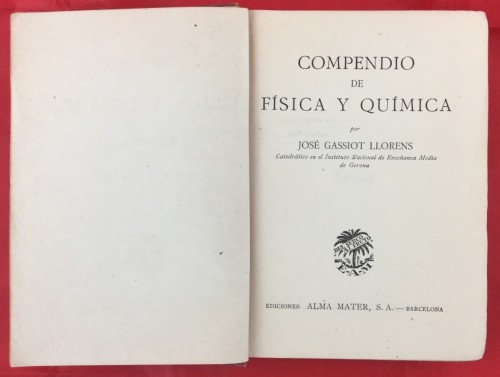 COMPENDIO
DE
FÍSICA Y QUÍMICA
por
JOSÉ GASSIOT LLORENS
Catedrático en el Instituto Nacional de Enseñanza Media
de Gerona
E-A-M
EDICIONES ALMA MATER, S. A. — BARCELONA